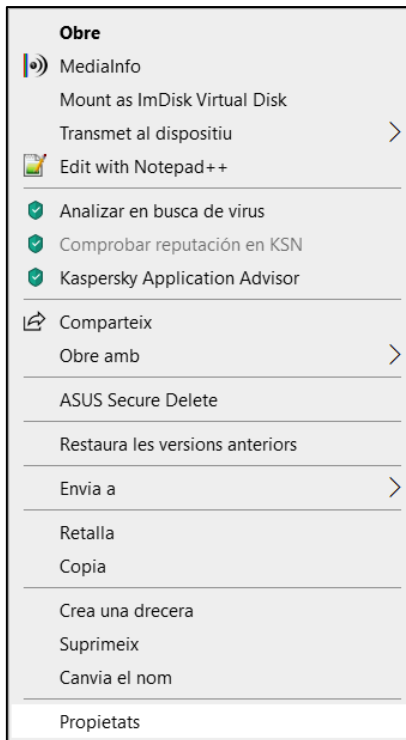 Obre
MediaInfo
Mount as ImDisk Virtual Disk
Transmet al dispositiu
Edit with Notepad++
Analizar en busca de virus
Comprobar reputación en KSN
Kaspersky Application Advisor
Comparteix
Obre amb
ASUS Secure Delete
Restaura les versions anteriors
Envia a
Retalla
Copia
Crea una drecera
Suprimeix
Canvia el nom
Propietats